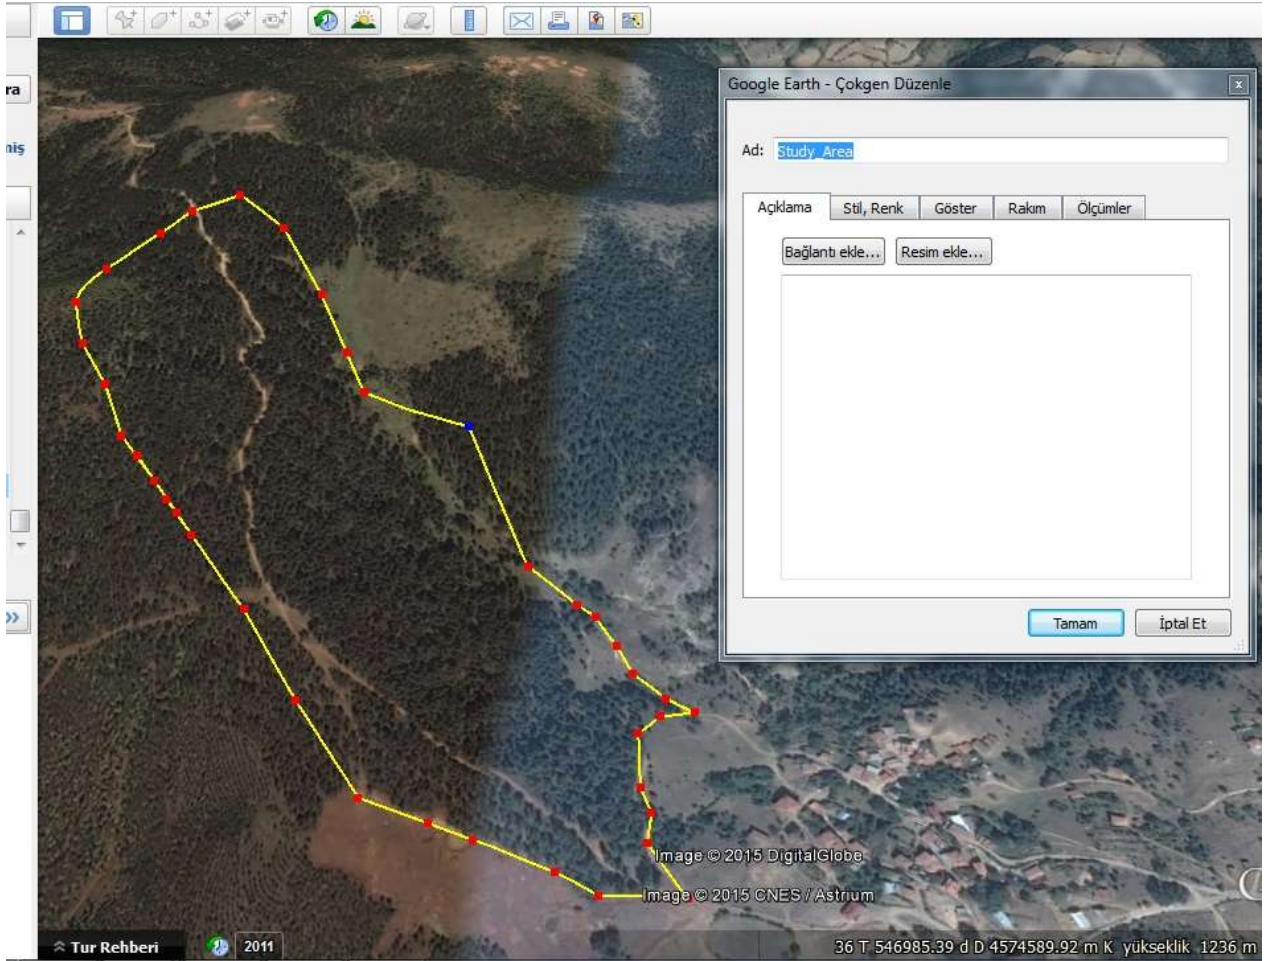 ra
Google Earth - Çokgen Düzenle
x
niş
Ad: Study_Area
Açıklama Stil, Renk Göster Rakım Ölçümler
Bağlantı ekle... Resim ekle...
Tamam İptal Et
Image © 2015 DigitalGlobe
Image © 2015 CNES / Astrium
Tur Rehberi 2011 36 T 546985.39 d D 4574589.92 m K yükseklik 1236 m